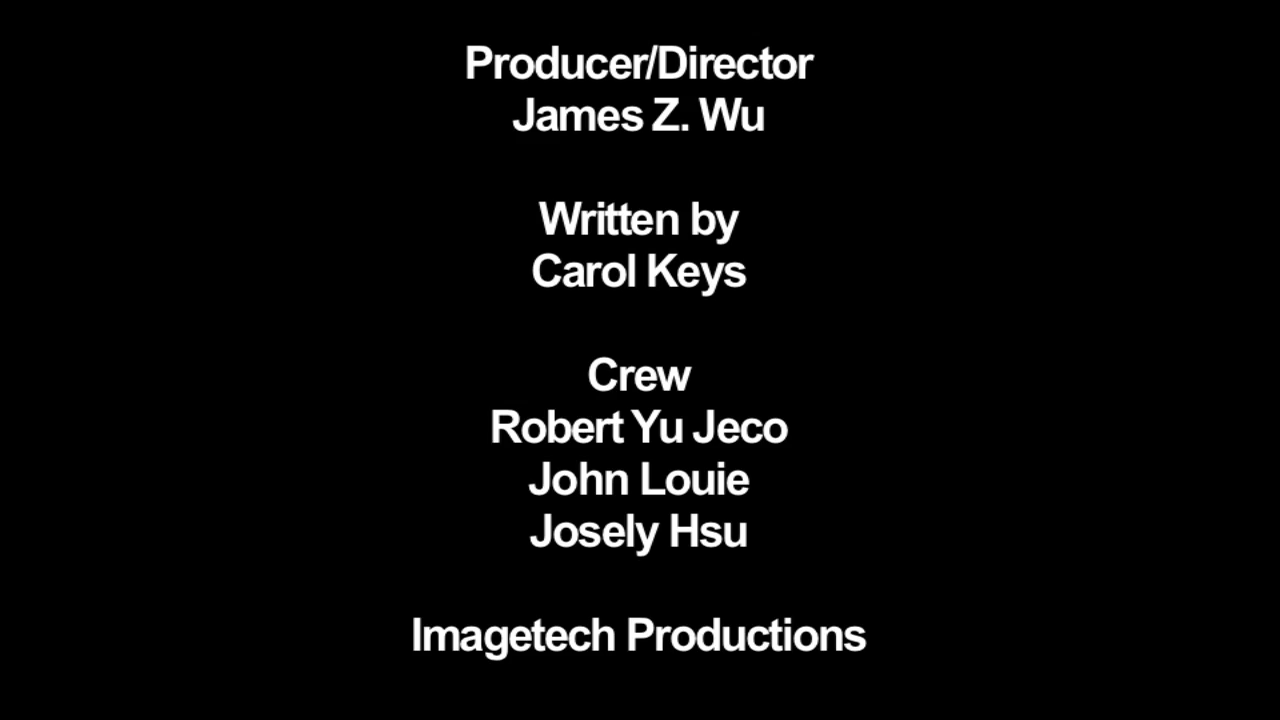 Producer/Director
James Z. Wu
Written by
Carol Keys
Crew
Robert Yu Jeco
John Louie
Josely Hsu
Imagetech Productions